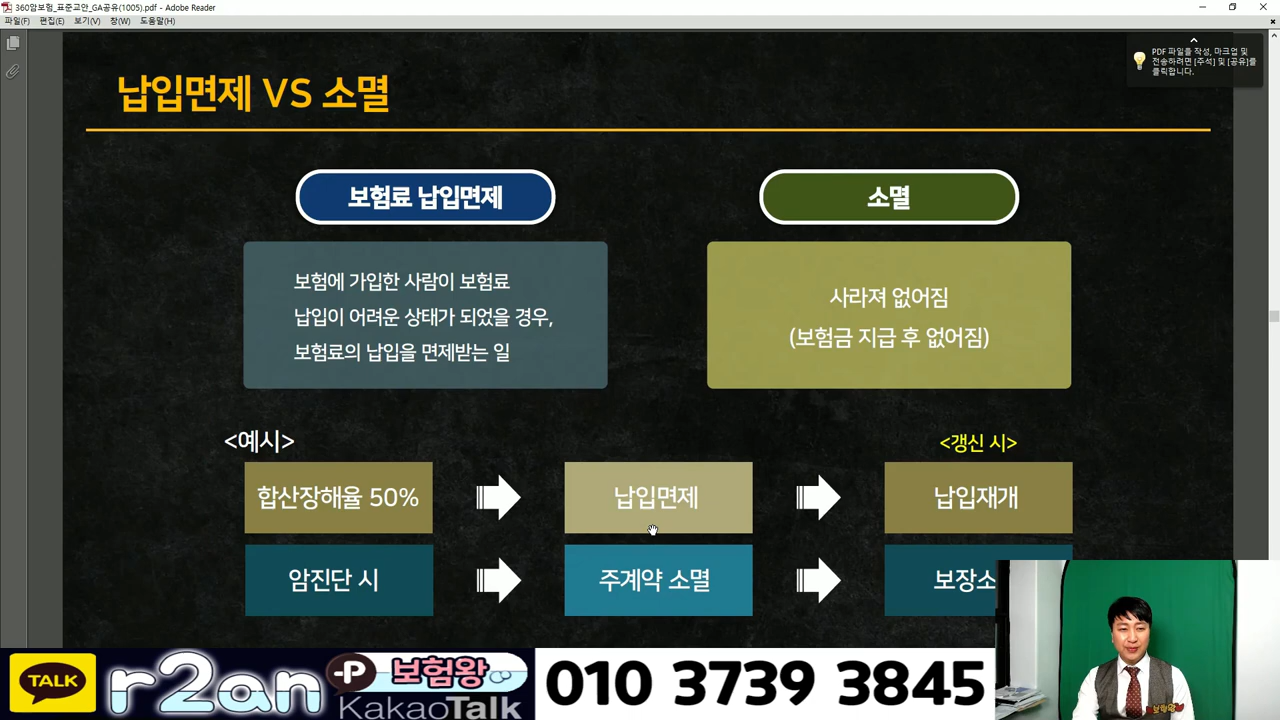 360암보험_표준교안_GA공유(1005).pdf - Adobe Reader
파일(F) 편집(E) 보기(V) 창(W) 도움말(H)
PDF 파일을 작성, 마크업 및
전송하려면 [주석] 및 [공유]를
클릭합니다.
납입면제 VS 소멸
보험료 납입면제
소멸
보험에 가입한 사람이 보험료
납입이 어려운 상태가 되었을 경우,
보험료의 납입을 면제받는 일
사라져 없어짐
(보험금 지급 후 없어짐)
<예시>
<갱신 시>
합산장해율 50%
납입면제
납입재개
암진단 시
주계약 소멸
보장소
TALK
r2an
P 보험왕
KakaoTalk
010 3739 3845
보험왕